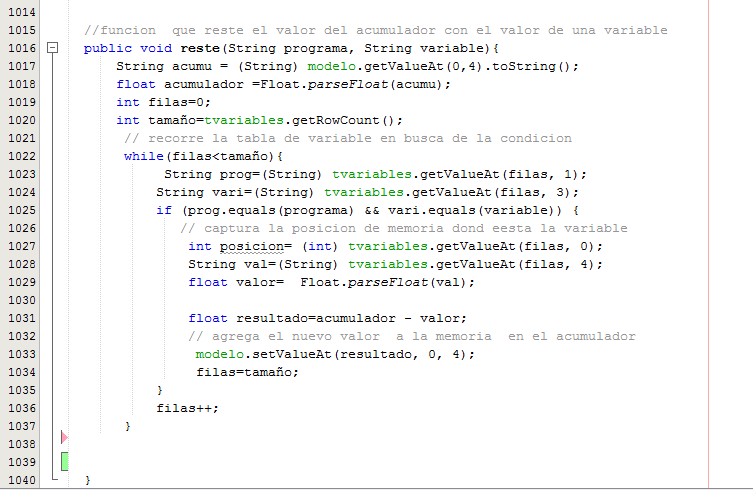 1014
1015 //funcion  que reste el valor del acumulador con el valor de una variable
1016 public void reste(String programa, String variable){
1017 String acumu = (String) modelo.getValueAt(0,4).toString();
1018 float acumulador =Float.parseFloat(acumu);
1019 int filas=0;
1020 int tamaño=tvariables.getRowCount();
1021 // recorre la tabla de variable en busca de la condicion
1022 while(filas<tamaño){
1023 String prog=(String) tvariables.getValueAt(filas, 1);
1024 String vari=(String) tvariables.getValueAt(filas, 3);
1025 if (prog.equals(programa) && vari.equals(variable)) {
1026 // captura la posicion de memoria dond eesta la variable
1027 int posicion= (int) tvariables.getValueAt(filas, 0);
1028 String val=(String) tvariables.getValueAt(filas, 4);
1029 float valor=  Float.parseFloat(val);
1030
1031 float resultado=acumulador - valor;
1032 // agrega el nuevo valor  a la memoria  en el acumulador
1033 modelo.setValueAt(resultado, 0, 4);
1034 filas=tamaño;
1035 }
1036 filas++;
1037 }
1038
1039
1040 }